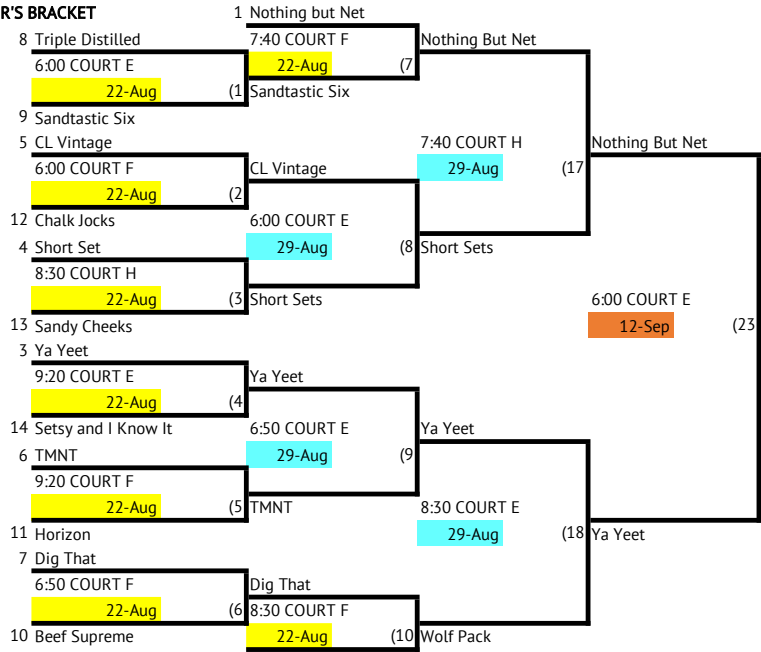 R'S BRACKET
1 Nothing but Net
8 Triple Distilled
7:40 COURT F
Nothing But Net
6:00 COURT E
22-Aug (7
22-Aug (1
Sandtastic Six
9 Sandtastic Six
5 CL Vintage
7:40 COURT H
Nothing But Net
6:00 COURT F
CL Vintage
29-Aug (17
22-Aug (2
12 Chalk Jocks
6:00 COURT E
4 Short Set
29-Aug (8
Short Sets
8:30 COURT H
22-Aug (3
Short Sets
6:00 COURT E
13 Sandy Cheeks
12-Sep (23
3 Ya Yeet
9:20 COURT E
Ya Yeet
22-Aug (4
14 Setsy and I Know It
6:50 COURT E
Ya Yeet
6 TMNT
29-Aug (9
9:20 COURT F
22-Aug (5
TMNT
8:30 COURT E
11 Horizon
29-Aug (18
Ya Yeet
7 Dig That
6:50 COURT F
Dig That
22-Aug (6
8:30 COURT F
10 Beef Supreme
22-Aug (10
Wolf Pack